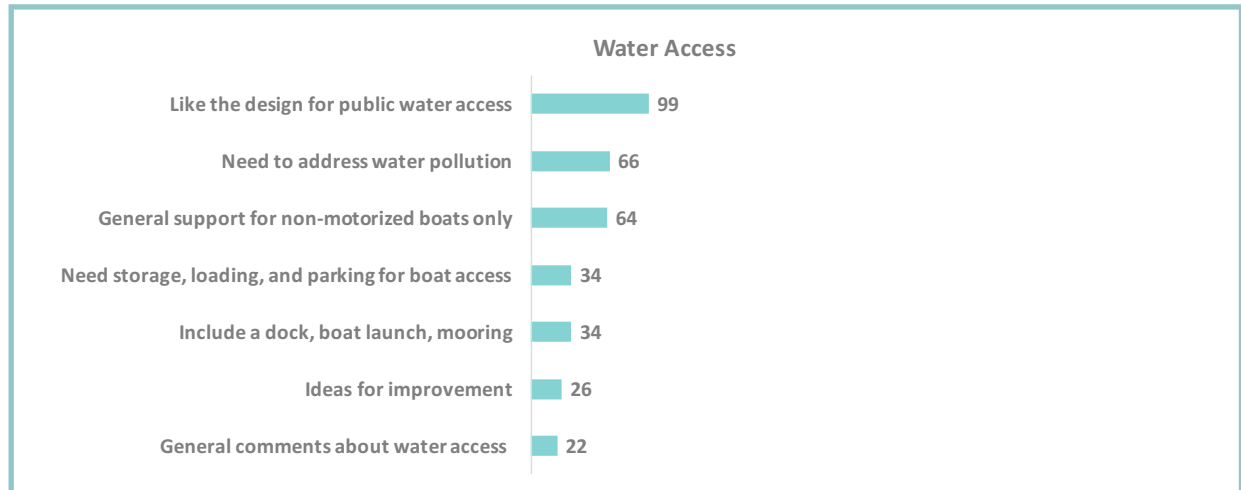 Water Access
Like the design for public water access 99
Need to address water pollution 66
General support for non-motorized boats only 64
Need storage, loading, and parking for boat access 34
Include a dock, boat launch, mooring 34
Ideas for improvement 26
General comments about water access 22